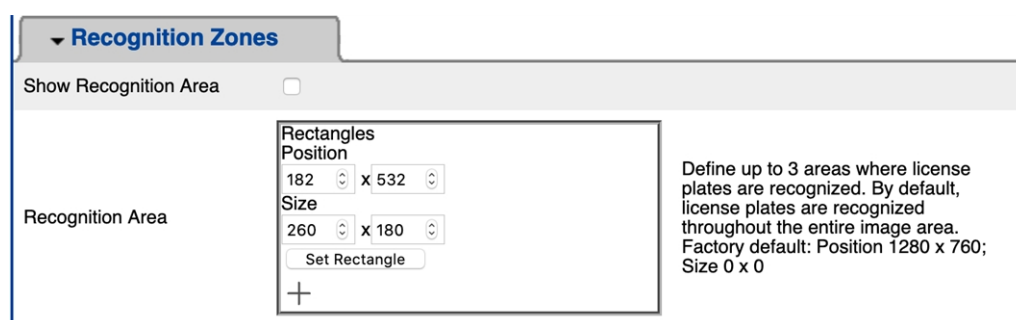 Recognition Zones
Show Recognition Area
Recognition Area
Rectangles
Position
182 x 532
Size
260 x 180
Set Rectangle
Define up to 3 areas where license
plates are recognized. By default,
license plates are recognized
throughout the entire image area.
Factory default: Position 1280 x 760;
Size 0 x 0